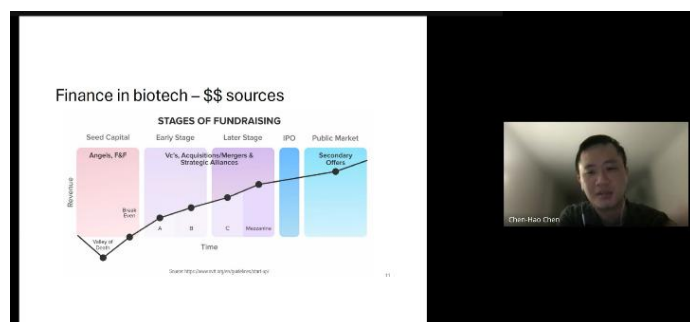 Finance in biotech – $$ sources
STAGES OF FUNDRAISING
Seed Capital
Early Stage
Later Stage
IPO
Public Market
Angels, F&F
Vc's, Acquisitions/Mergers &
Strategic Alliances
Secondary
Offers
Revenue
Break
Even
Valley of
Death
A
B
C
Mezzanine
Time
11
Chen-Hao Chen